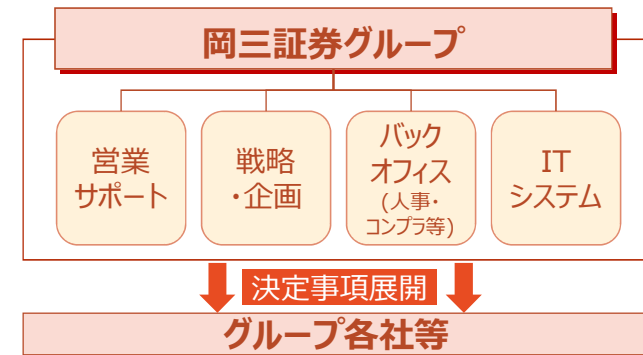 岡三証券グループ
営業
サポート
戦略
・企画
バック
オフィス
(人事・
コンプラ等)
IT
システム
決定事項展開
グループ各社等